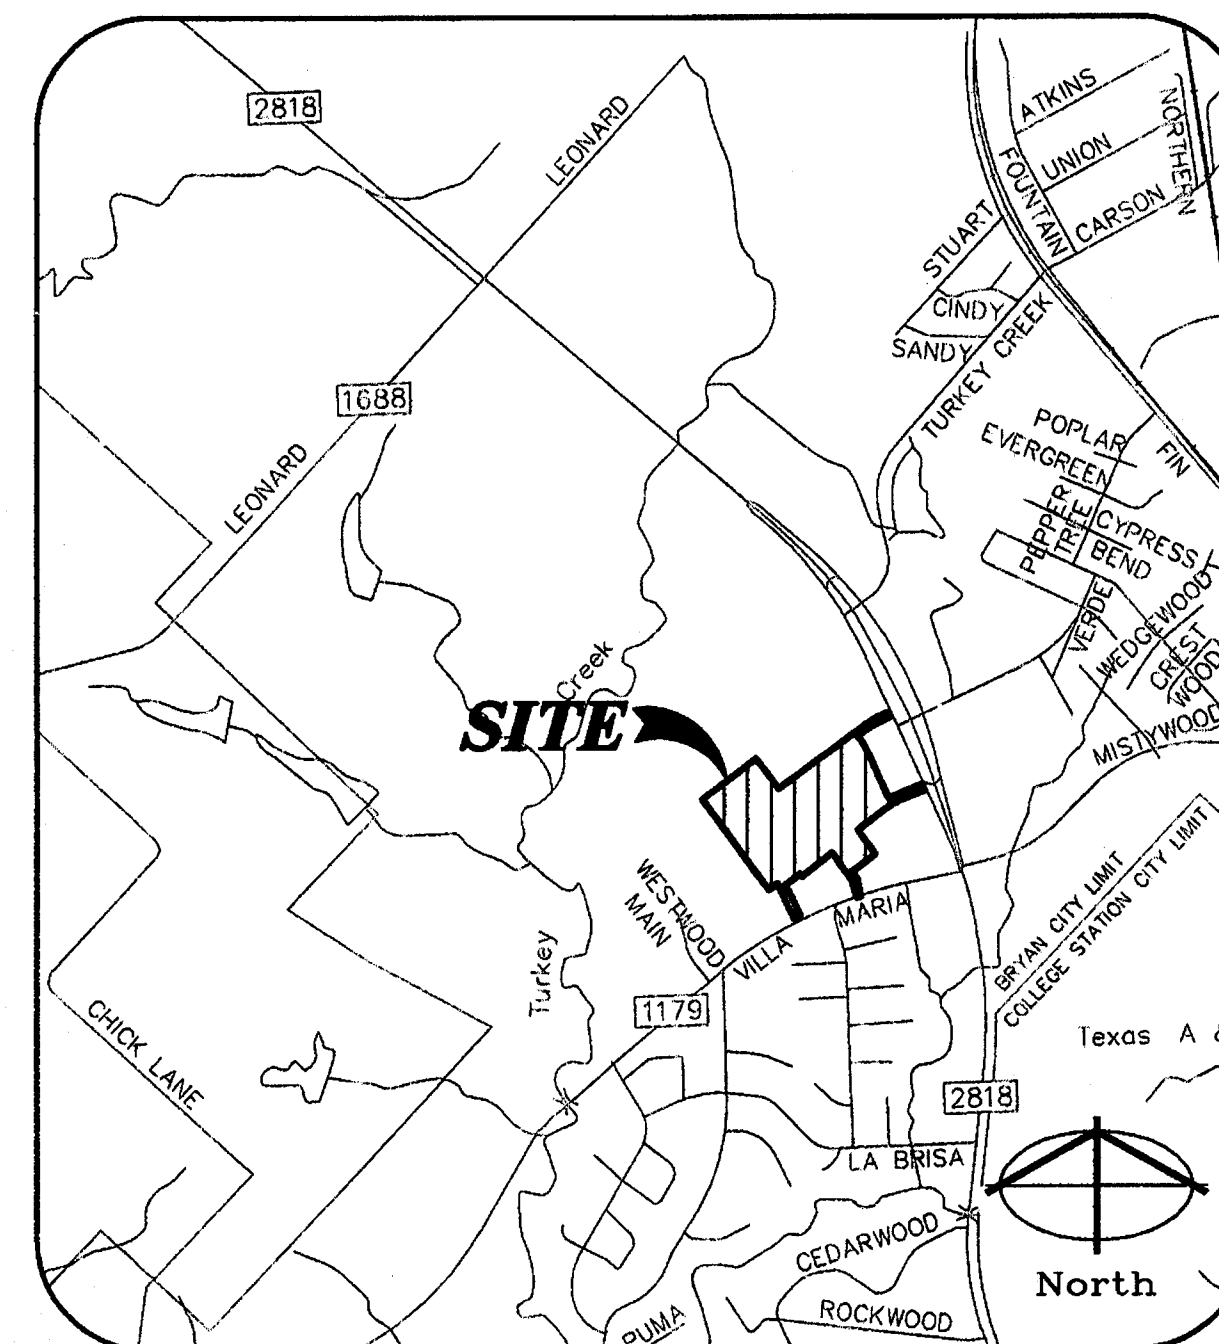 2818
LEONARD
ATKINS
NORTHERN
UNION
FOUNTAIN
CARSON
STUART
CINDY
SANDY
TURKEY CREEK
1688
LEONARD
POPLAR
FIN
EVERGREEN
PEPPER
TREE
CYPRESS
BEND
VERDE
WEDGEWOOD
CREST
WOOD
MISTYWOOD
Creek
SITE
WESTWOOD
MAIN
MARIA
VILLA
BRYAN CITY LIMIT
COLLEGE STATION CITY LIMIT
Turkey
1179
CHICK LANE
Texas A &
2818
LA BRISA
CEDARWOOD
North
ROCKWOOD
PUMA